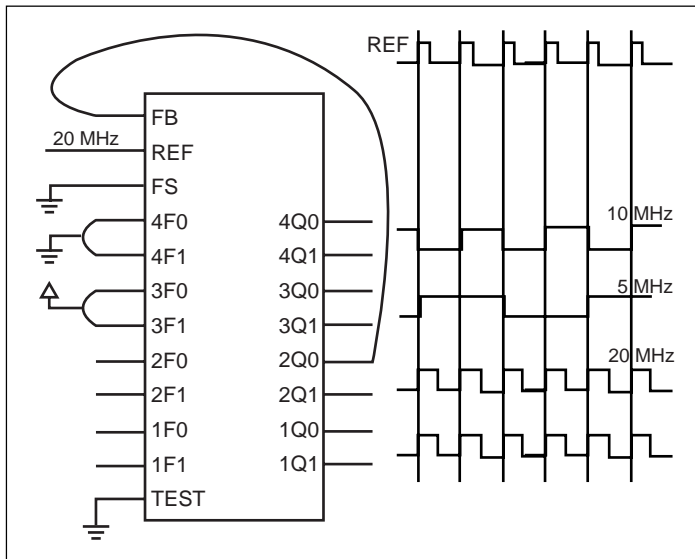 REF
FB
20 MHz
REF
FS
4F0 4Q0
10 MHz
4F1 4Q1
3F0 3Q0
5 MHz
3F1 3Q1
2F0 2Q0
20 MHz
2F1 2Q1
1F0 1Q0
1F1 1Q1
TEST